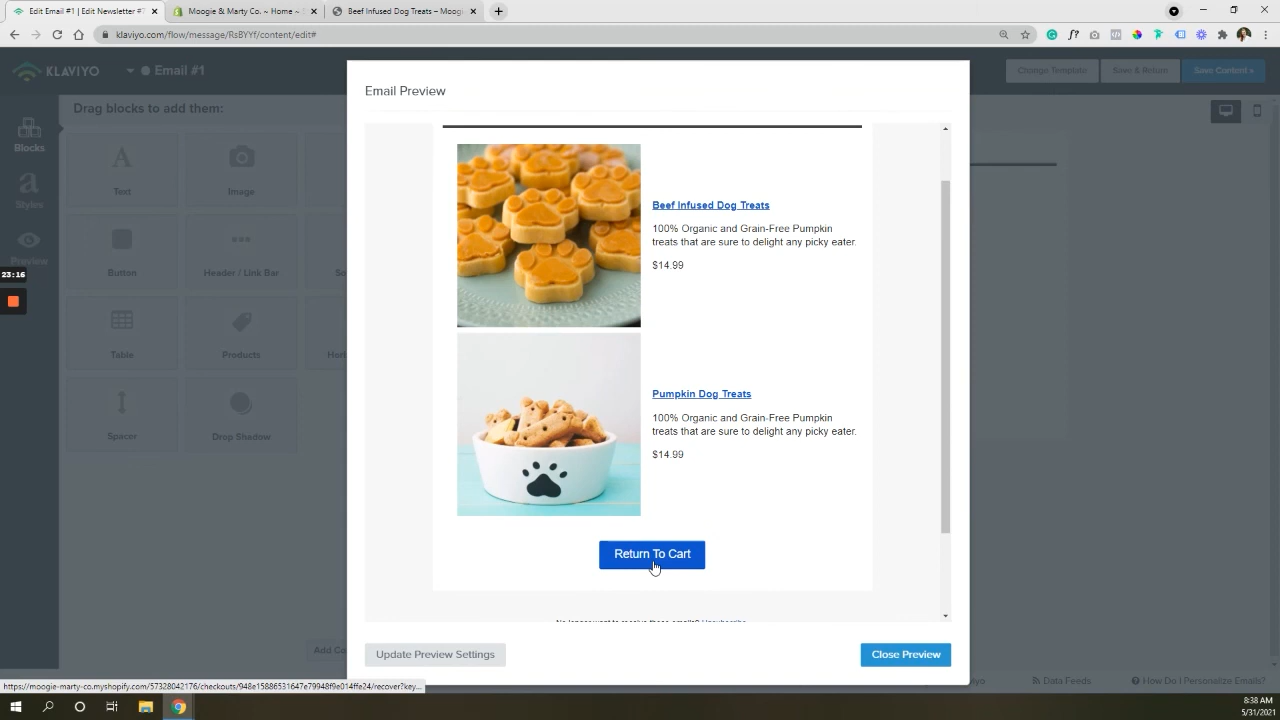 Edit Email #1 | Edit Newsletter #7
Moogie & Marty Co. ~ Home ~ S
Beef Infused Dog Treats – Moog
klaviyo.com/flow/message/RsBYYf/content/edit#
KLAVIYO
Email #1
Change Template
Save & Return
Save Content »
Drag blocks to add them:
Blocks
Styles
Preview
Text
Image
Button
Header / Link Bar
Table
Products
Spacer
Drop Shadow
23:16
Email Preview
Beef Infused Dog Treats
100% Organic and Grain-Free Pumpkin
treats that are sure to delight any picky eater.
$14.99
Pumpkin Dog Treats
100% Organic and Grain-Free Pumpkin
treats that are sure to delight any picky eater.
$14.99
Return To Cart
Update Preview Settings
Close Preview
Data Feeds
How Do I Personalize Emails?
https://moogie-marty-co.myshopify.com/57328042176/checkouts/948e15886531647e79948f9e014ffe24/recover?key...
8:38 AM
5/31/2021